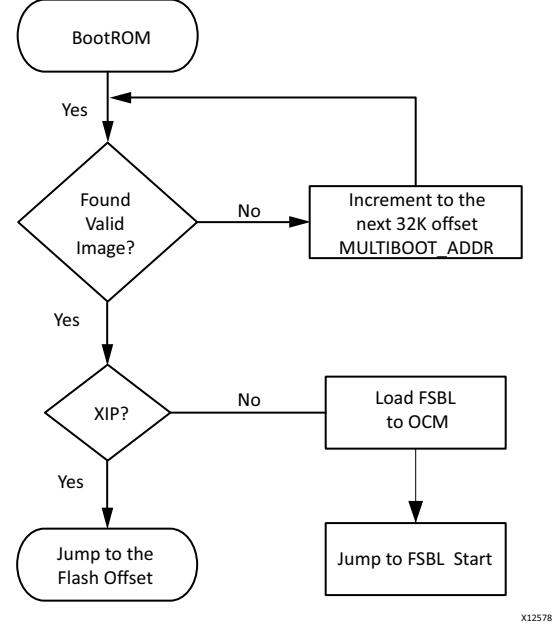 BootROM
Yes
Found
Valid
Image?
No
Increment to the
next 32K offset
MULTIBOOT_ADDR
Yes
XIP?
No
Load FSBL
to OCM
Yes
Jump to the
Flash Offset
Jump to FSBL Start
X12578